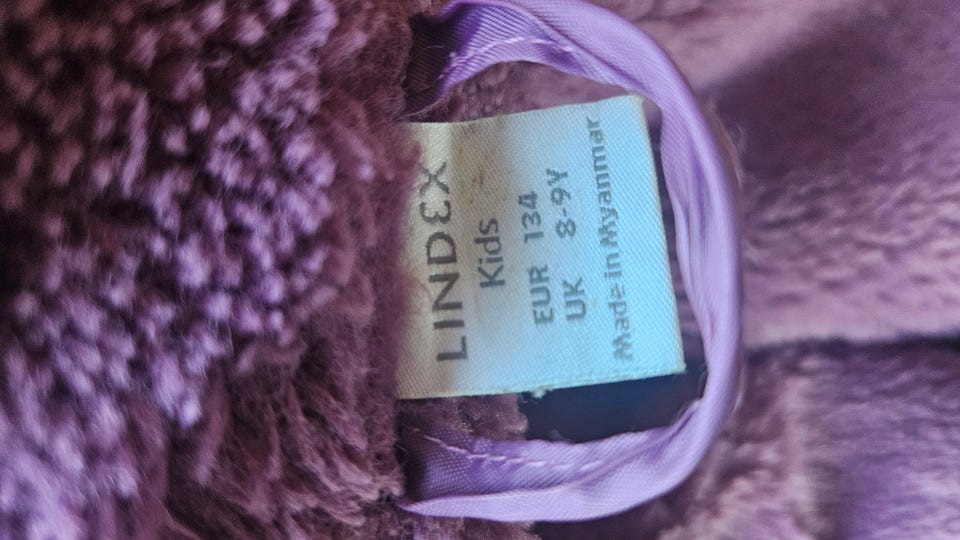 LINDEX
Kids
EUR 134
UK 8-9Y
Made in Myanmar